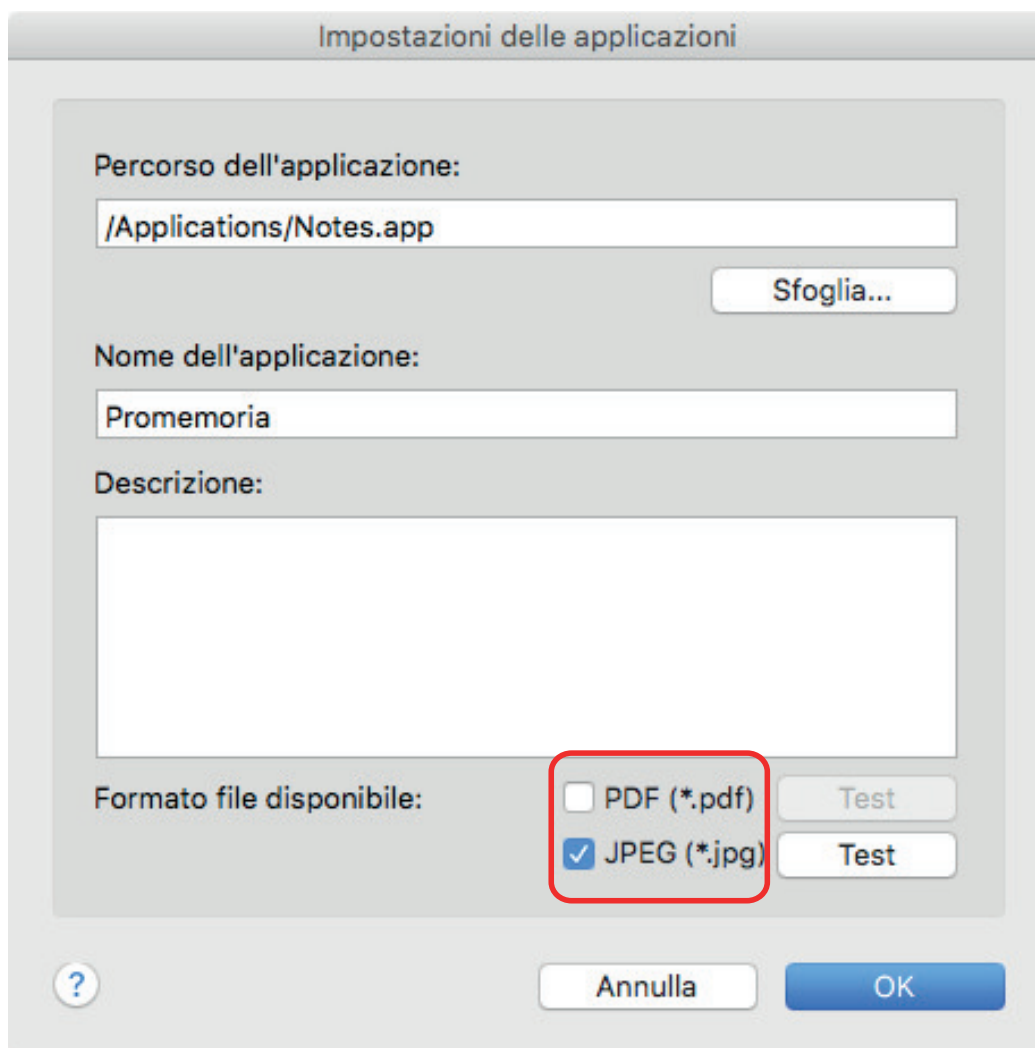 Impostazioni delle applicazioni
Percorso dell'applicazione:
/Applications/Notes.app
Sfoglia...
Nome dell'applicazione:
Promemoria
Descrizione:
Formato file disponibile:
PDF (*.pdf)
Test
JPEG (*.jpg)
Test
?
Annulla
OK